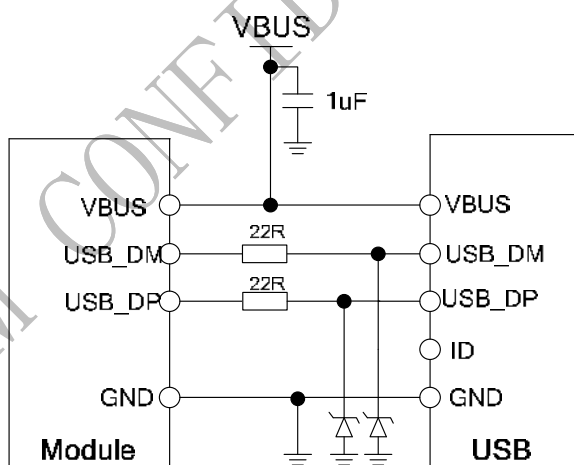 VBUS
1uF
VBUS
VBUS
22R
USB_DM
USB_DM
22R
USB_DP
USB_DP
ID
GND
GND
Module
USB